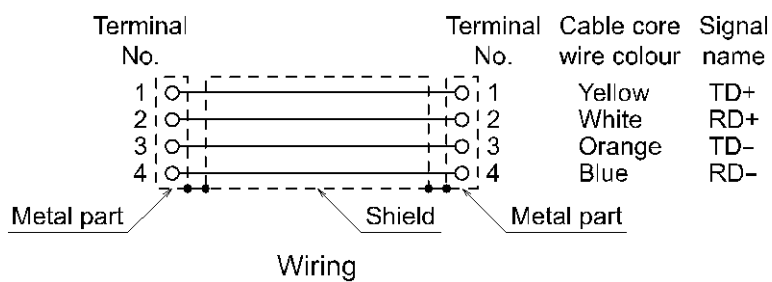 Terminal Terminal Cable core Signal
No. No. wire colour name
1 1 Yellow TD+
2 2 White RD+
3 3 Orange TD−
4 4 Blue RD−
Metal part Shield Metal part
Wiring